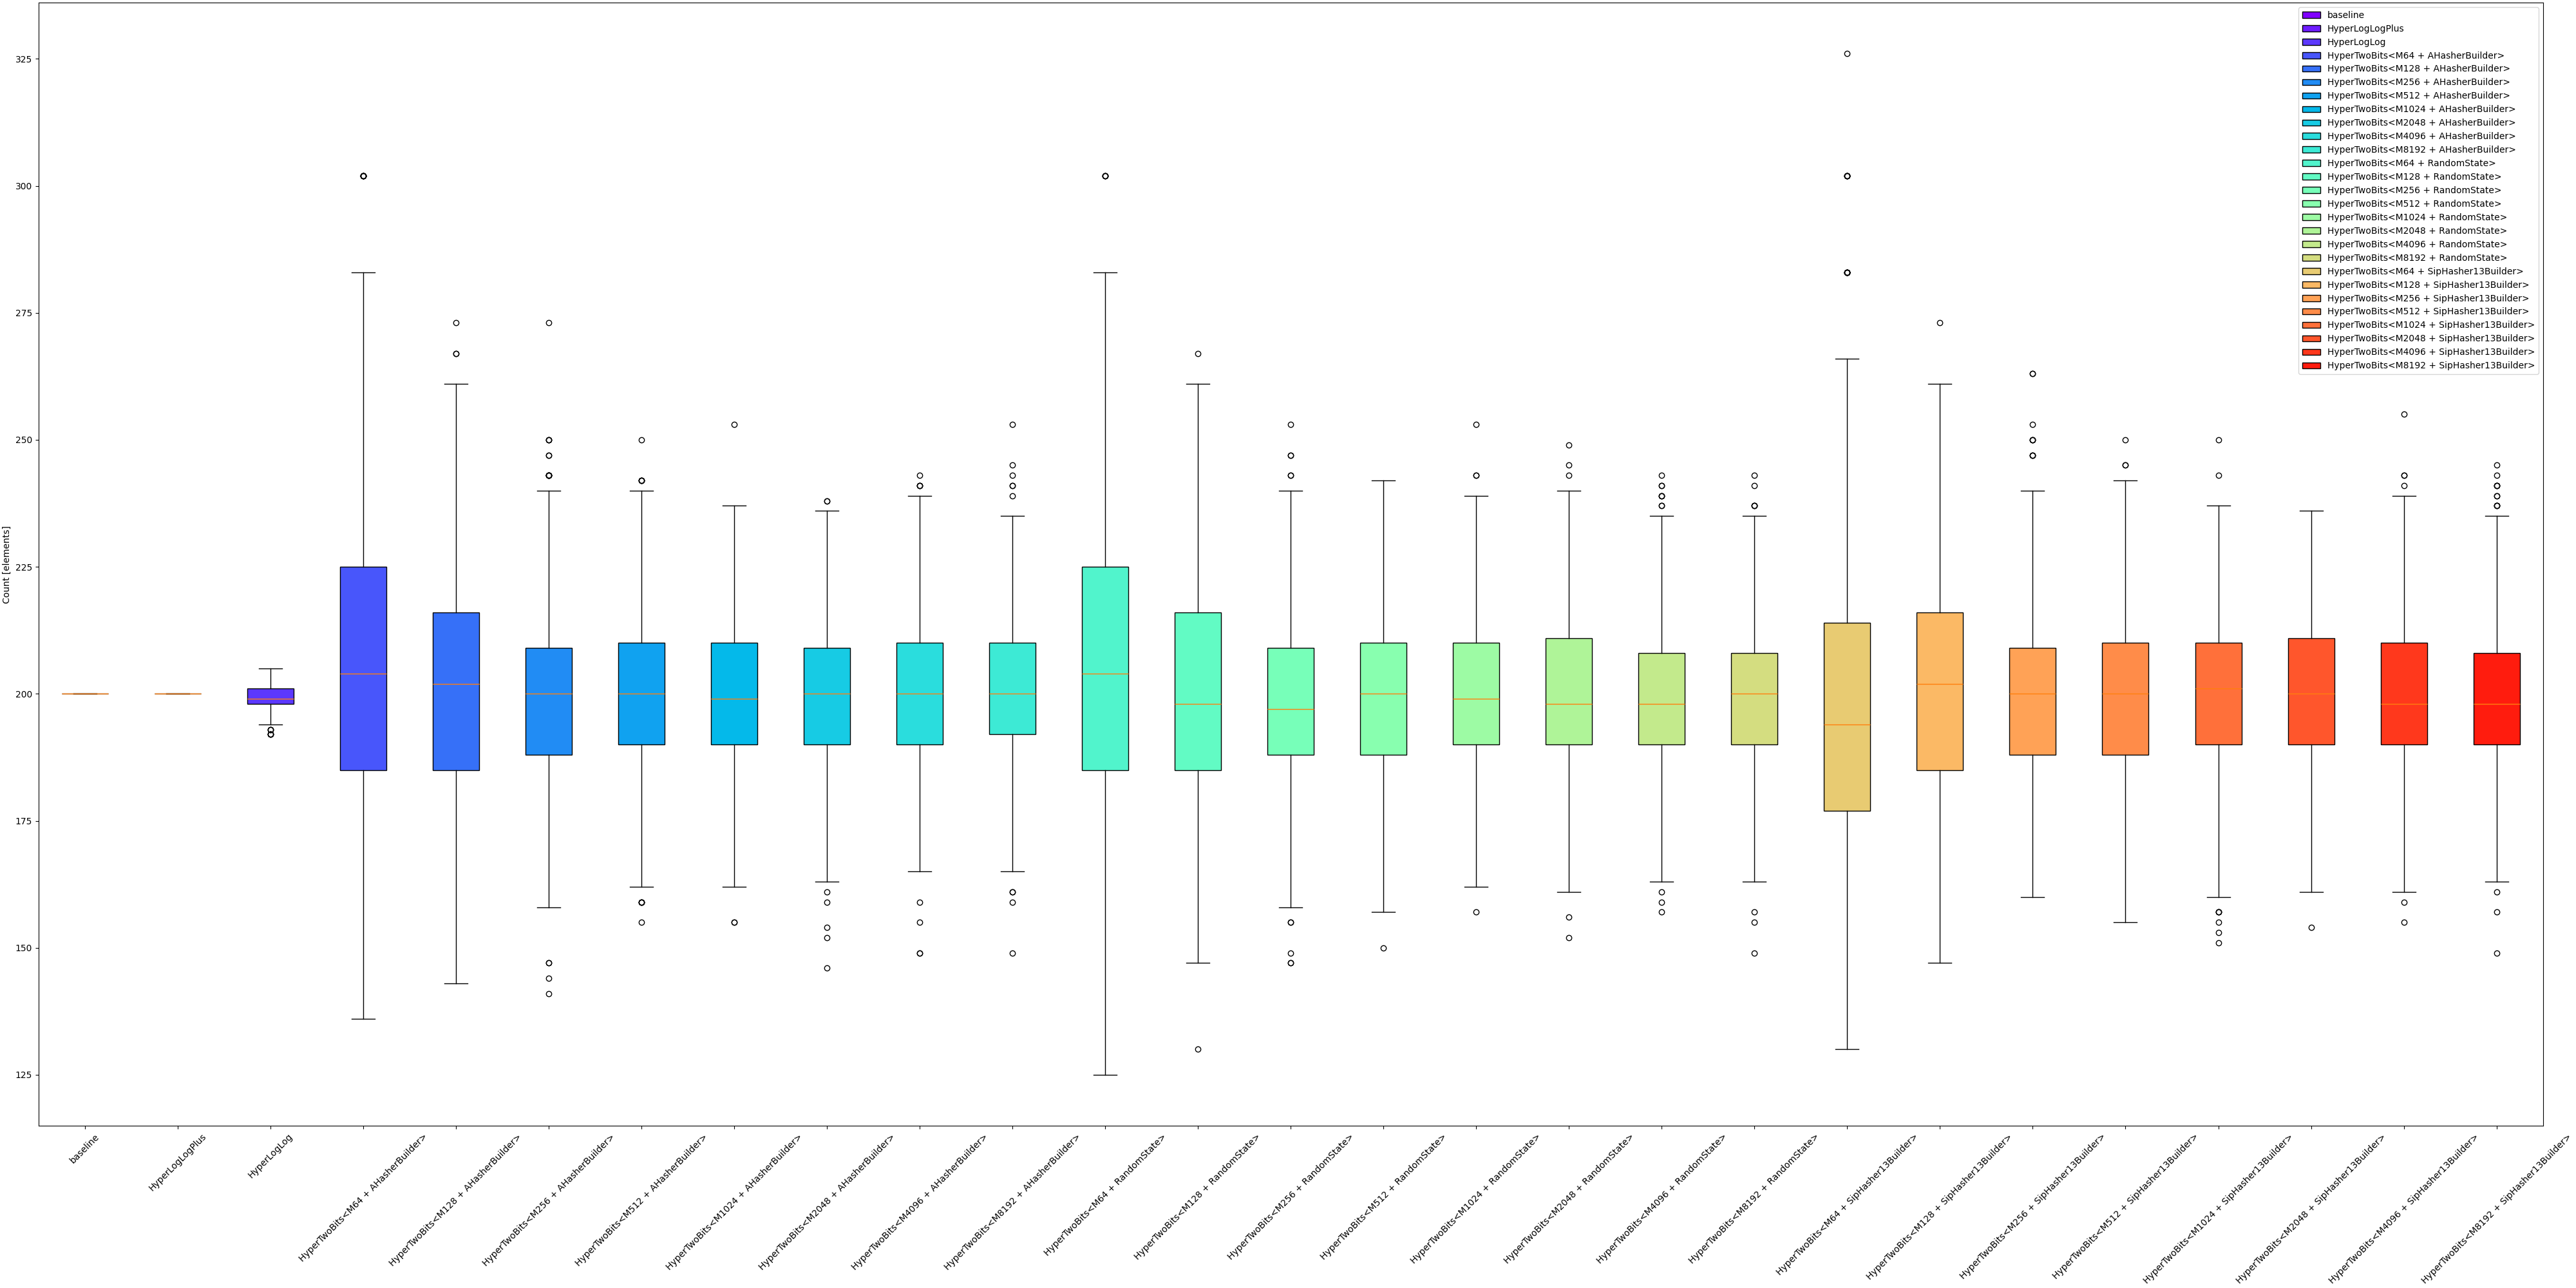 Count [elements]
325
300
275
250
225
200
175
150
125
baseline
HyperLogLogPlus
HyperLogLog
HyperTwoBits<M64 + AHasherBuilder>
HyperTwoBits<M128 + AHasherBuilder>
HyperTwoBits<M256 + AHasherBuilder>
HyperTwoBits<M512 + AHasherBuilder>
HyperTwoBits<M1024 + AHasherBuilder>
HyperTwoBits<M2048 + AHasherBuilder>
HyperTwoBits<M4096 + AHasherBuilder>
HyperTwoBits<M8192 + AHasherBuilder>
HyperTwoBits<M64 + RandomState>
HyperTwoBits<M128 + RandomState>
HyperTwoBits<M256 + RandomState>
HyperTwoBits<M512 + RandomState>
HyperTwoBits<M1024 + RandomState>
HyperTwoBits<M2048 + RandomState>
HyperTwoBits<M4096 + RandomState>
HyperTwoBits<M8192 + RandomState>
HyperTwoBits<M64 + SipHasher13Builder>
HyperTwoBits<M128 + SipHasher13Builder>
HyperTwoBits<M256 + SipHasher13Builder>
HyperTwoBits<M512 + SipHasher13Builder>
HyperTwoBits<M1024 + SipHasher13Builder>
HyperTwoBits<M2048 + SipHasher13Builder>
HyperTwoBits<M4096 + SipHasher13Builder>
HyperTwoBits<M8192 + SipHasher13Builder>
baseline
HyperLogLogPlus
HyperLogLog
HyperTwoBits<M64 + AHasherBuilder>
HyperTwoBits<M128 + AHasherBuilder>
HyperTwoBits<M256 + AHasherBuilder>
HyperTwoBits<M512 + AHasherBuilder>
HyperTwoBits<M1024 + AHasherBuilder>
HyperTwoBits<M2048 + AHasherBuilder>
HyperTwoBits<M4096 + AHasherBuilder>
HyperTwoBits<M8192 + AHasherBuilder>
HyperTwoBits<M64 + RandomState>
HyperTwoBits<M128 + RandomState>
HyperTwoBits<M256 + RandomState>
HyperTwoBits<M512 + RandomState>
HyperTwoBits<M1024 + RandomState>
HyperTwoBits<M2048 + RandomState>
HyperTwoBits<M4096 + RandomState>
HyperTwoBits<M8192 + RandomState>
HyperTwoBits<M64 + SipHasher13Builder>
HyperTwoBits<M128 + SipHasher13Builder>
HyperTwoBits<M256 + SipHasher13Builder>
HyperTwoBits<M512 + SipHasher13Builder>
HyperTwoBits<M1024 + SipHasher13Builder>
HyperTwoBits<M2048 + SipHasher13Builder>
HyperTwoBits<M4096 + SipHasher13Builder>
HyperTwoBits<M8192 + SipHasher13Builder>